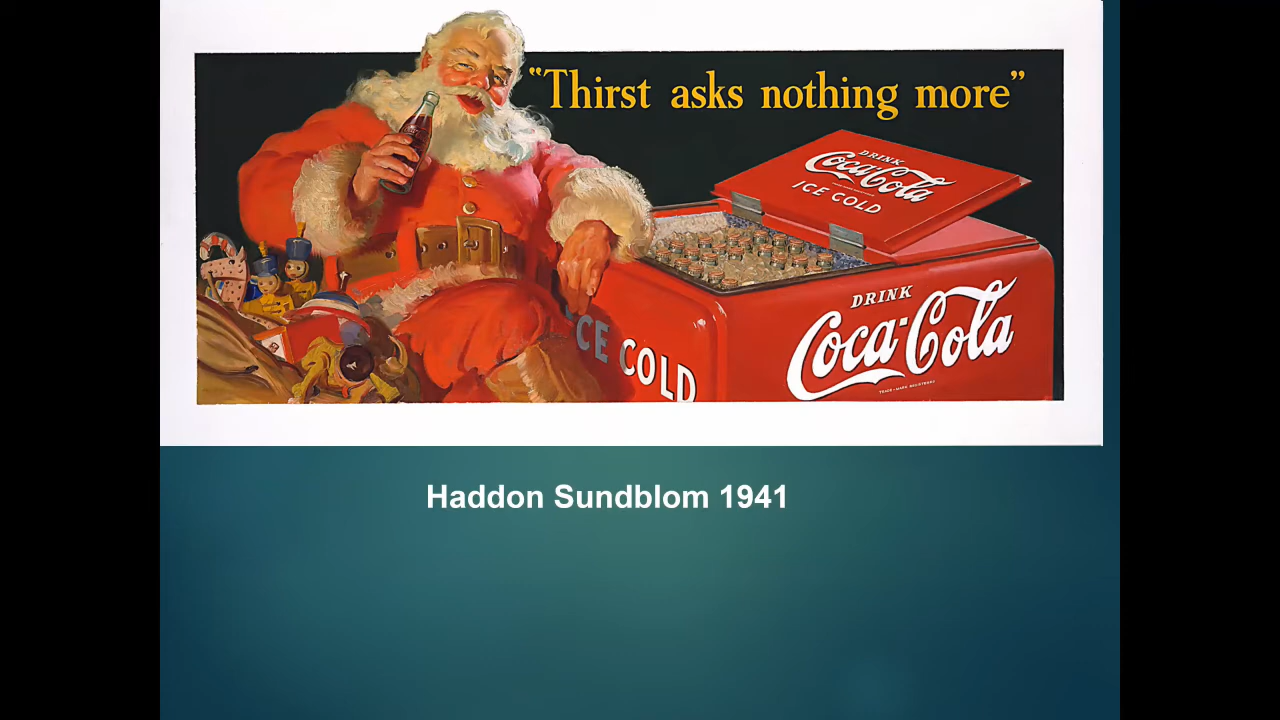 “Thirst asks nothing more”
DRINK
Coca-Cola
ICE COLD
DRINK
Coca-Cola
ICE COLD
Haddon Sundblom 1941